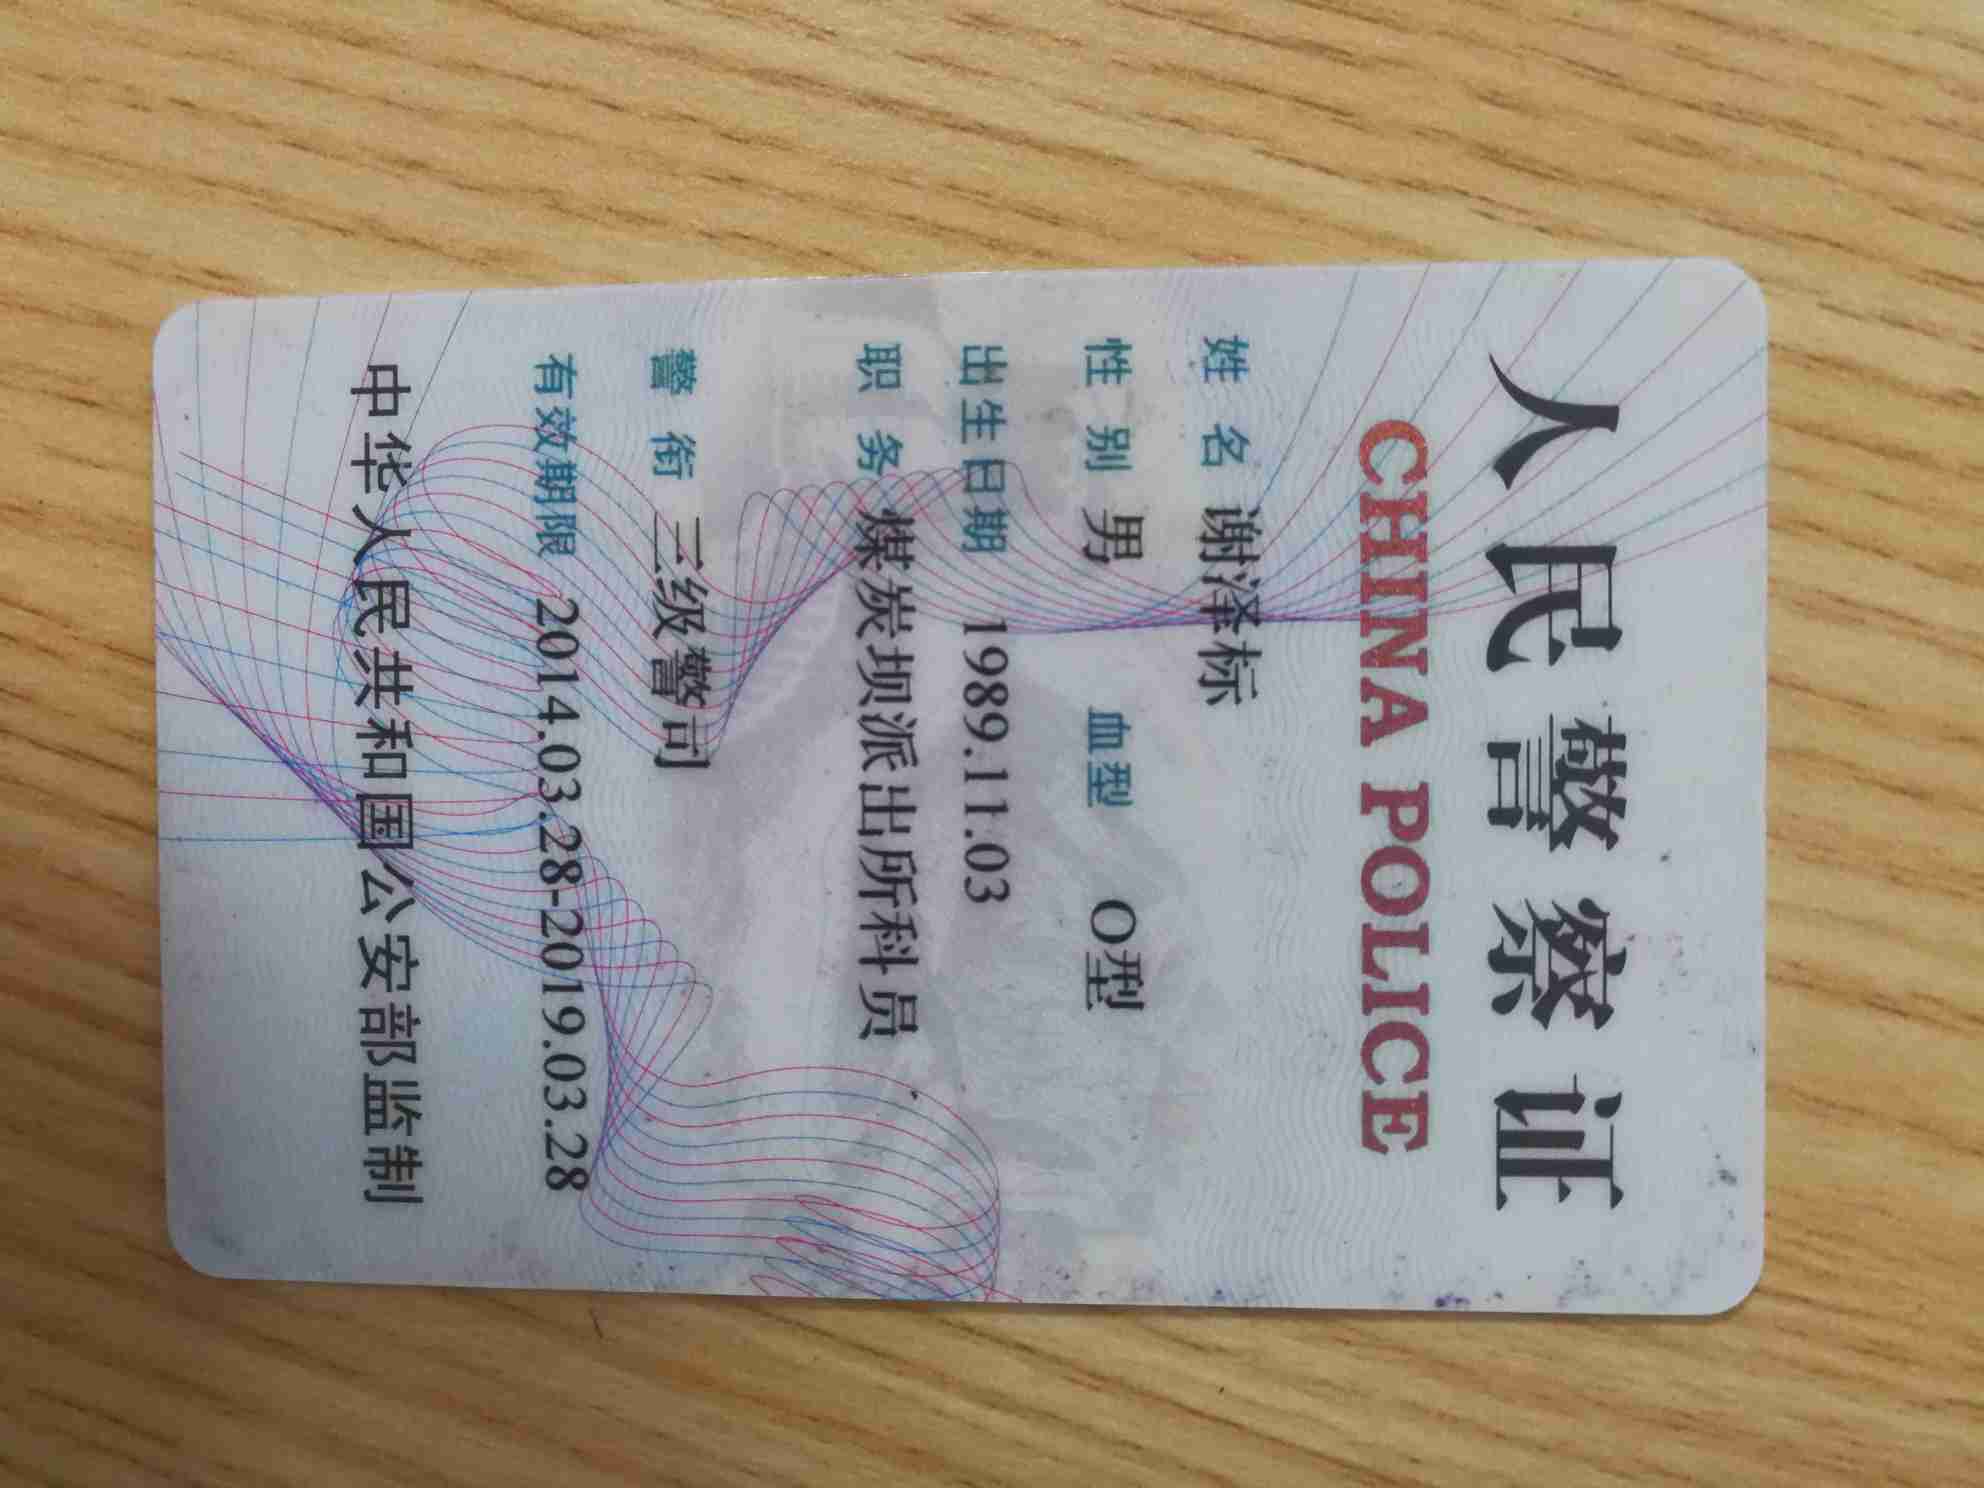 人民警察证
CHINA POLICE
姓名 谢泽标
性别 男 血型 O型
出生日期 1989.11.03
职务 煤炭坝派出所科员
警衔 三级警司
有效期限 2014.03.28-2019.03.28
中华人民共和国公安部监制